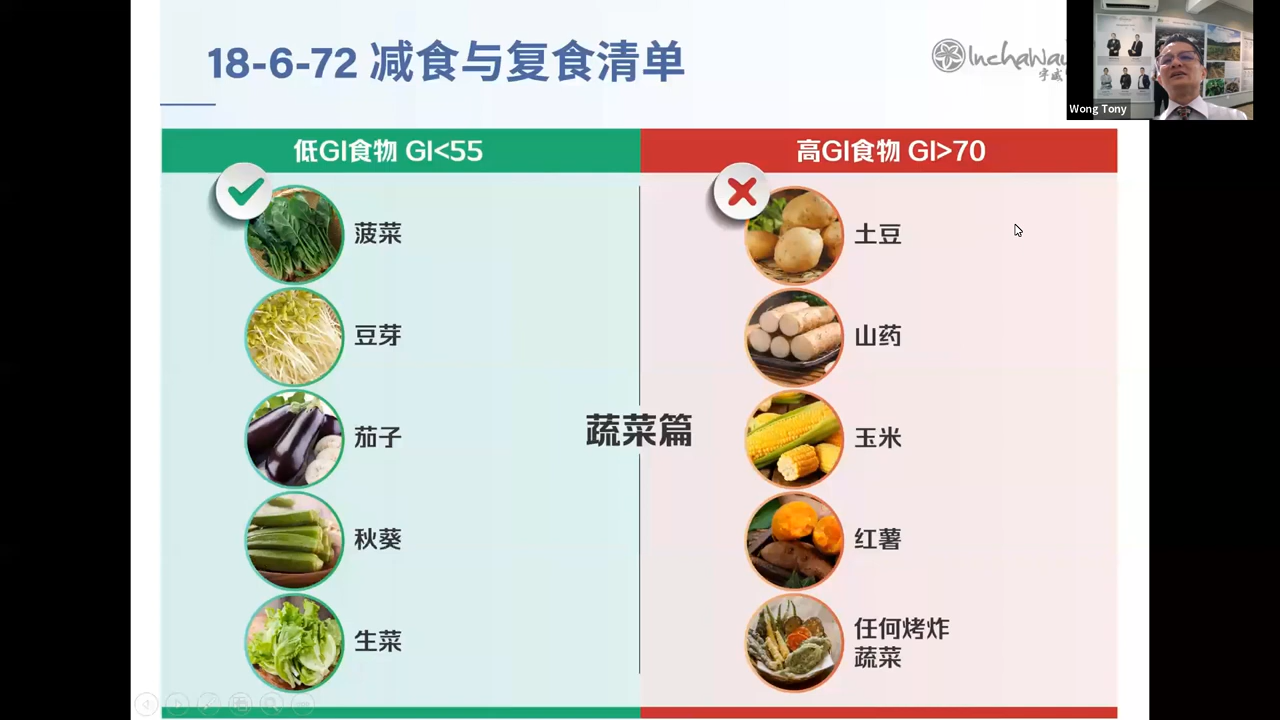 18-6-72 减食与复食清单
Inchaway
Wong Tony
低GI食物 GI<55
高GI食物 GI>70
菠菜
土豆
豆芽
山药
蔬菜篇
茄子
玉米
秋葵
红薯
生菜
任何烤炸
蔬菜